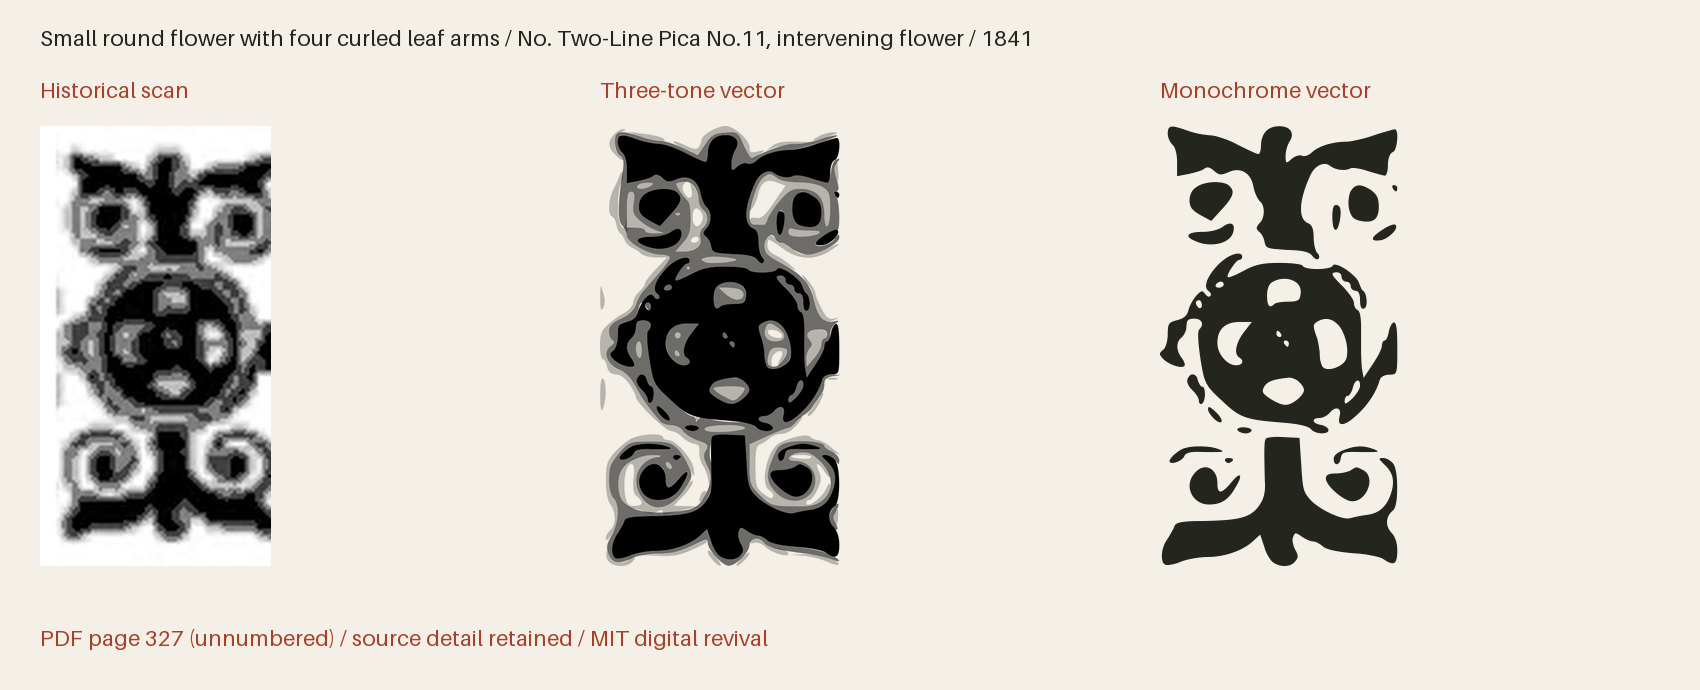 Small round flower with four curled leaf arms / No. Two-Line Pica No.11, intervening flower / 1841
Historical scan
Three-tone vector
Monochrome vector
PDF page 327 (unnumbered) / source detail retained / MIT digital revival